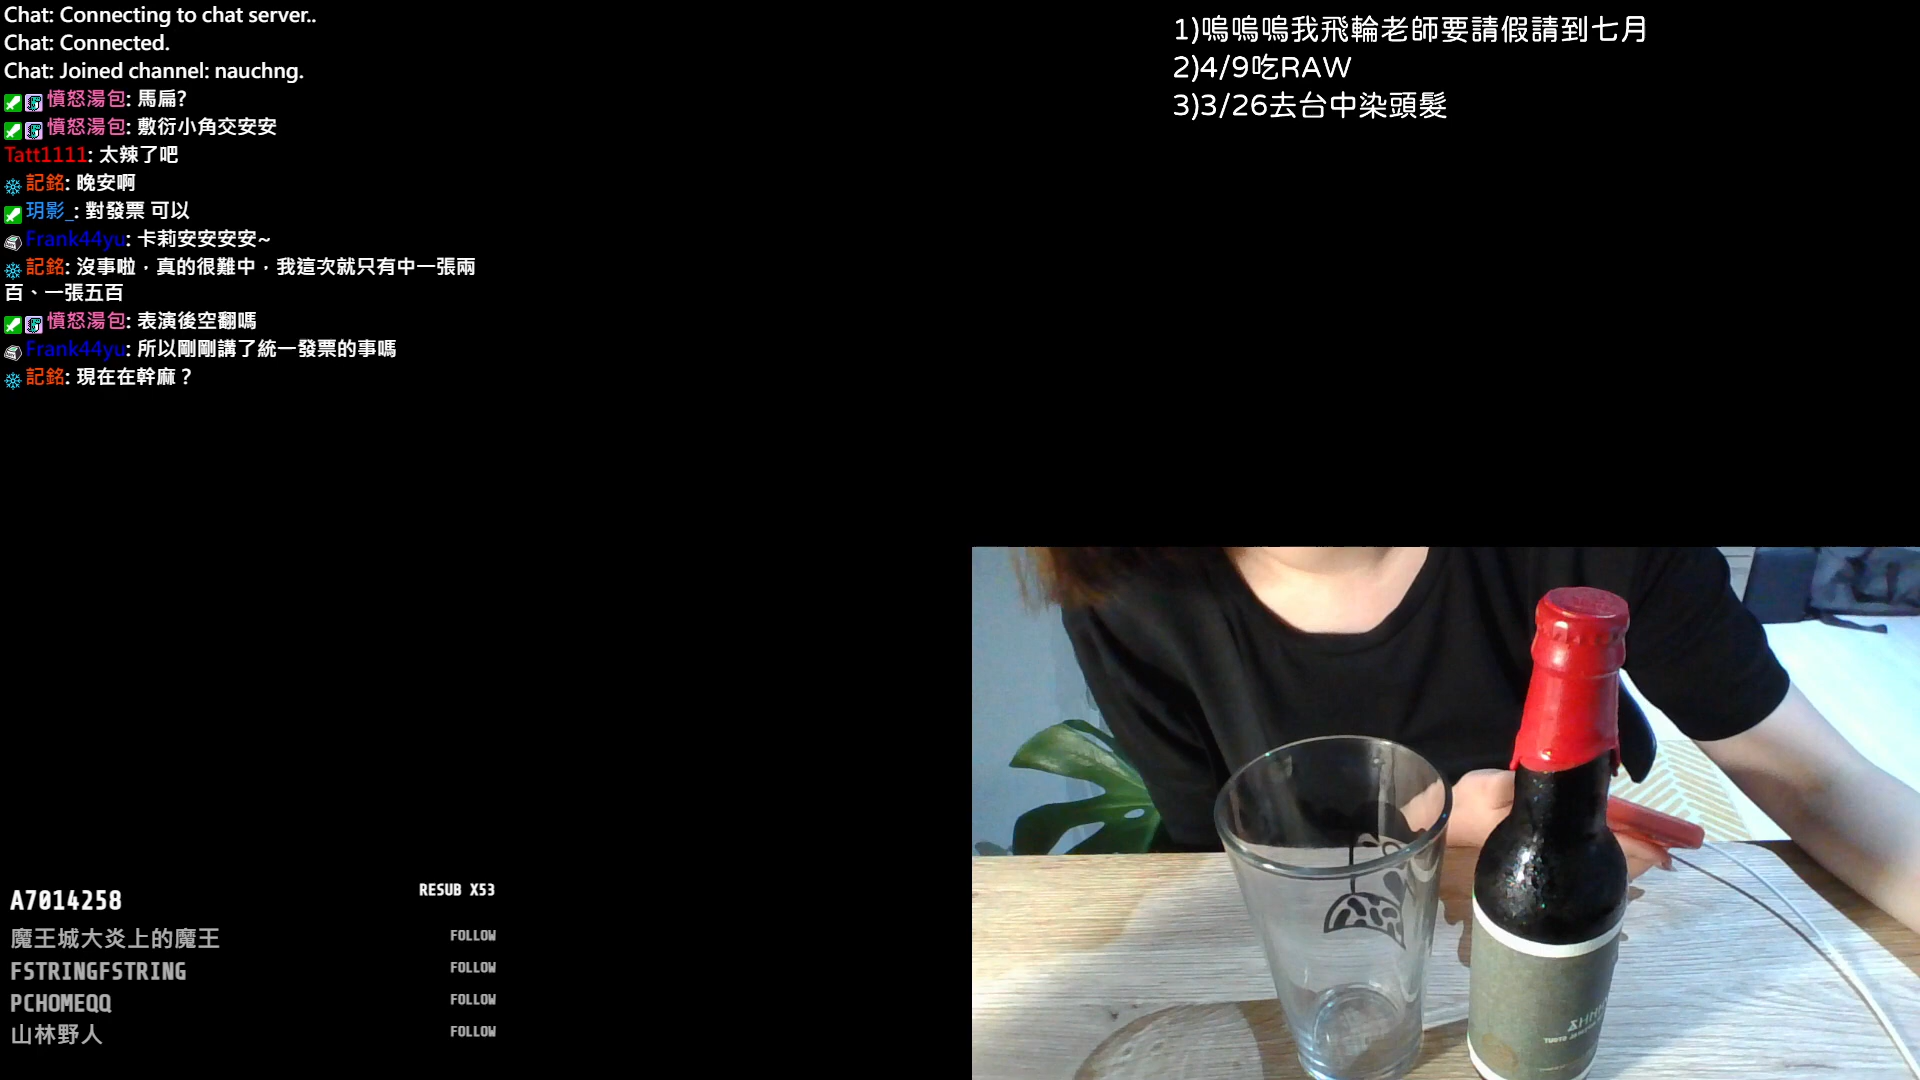 Chat: Connecting to chat server..
Chat: Connected.
Chat: Joined channel: nauchng.
憤怒湯包: 馬扁?
憤怒湯包: 敷衍小角交安安
Tatt1111: 太辣了吧
記銘: 晚安啊
玥影_: 對發票 可以
Frank44yu: 卡莉安安安安~
記銘: 沒事啦，真的很難中，我這次就只有中一張兩
百、一張五百
憤怒湯包: 表演後空翻嗎
Frank44yu: 所以剛剛講了統一發票的事嗎
記銘: 現在在幹麻？
1)嗚嗚嗚我飛輪老師要請假請到七月
2)4/9吃RAW
3)3/26去台中染頭髮
A7014258 RESUB X53
魔王城大炎上的魔王 FOLLOW
FSTRINGFSTRING FOLLOW
PCHOMEQQ FOLLOW
山林野人 FOLLOW